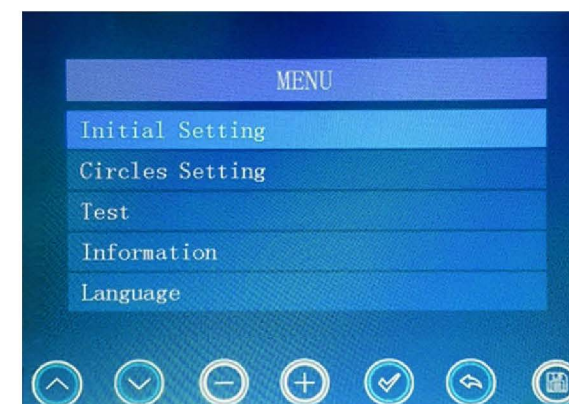 MENU
Initial Setting
Circles Setting
Test
Information
Language